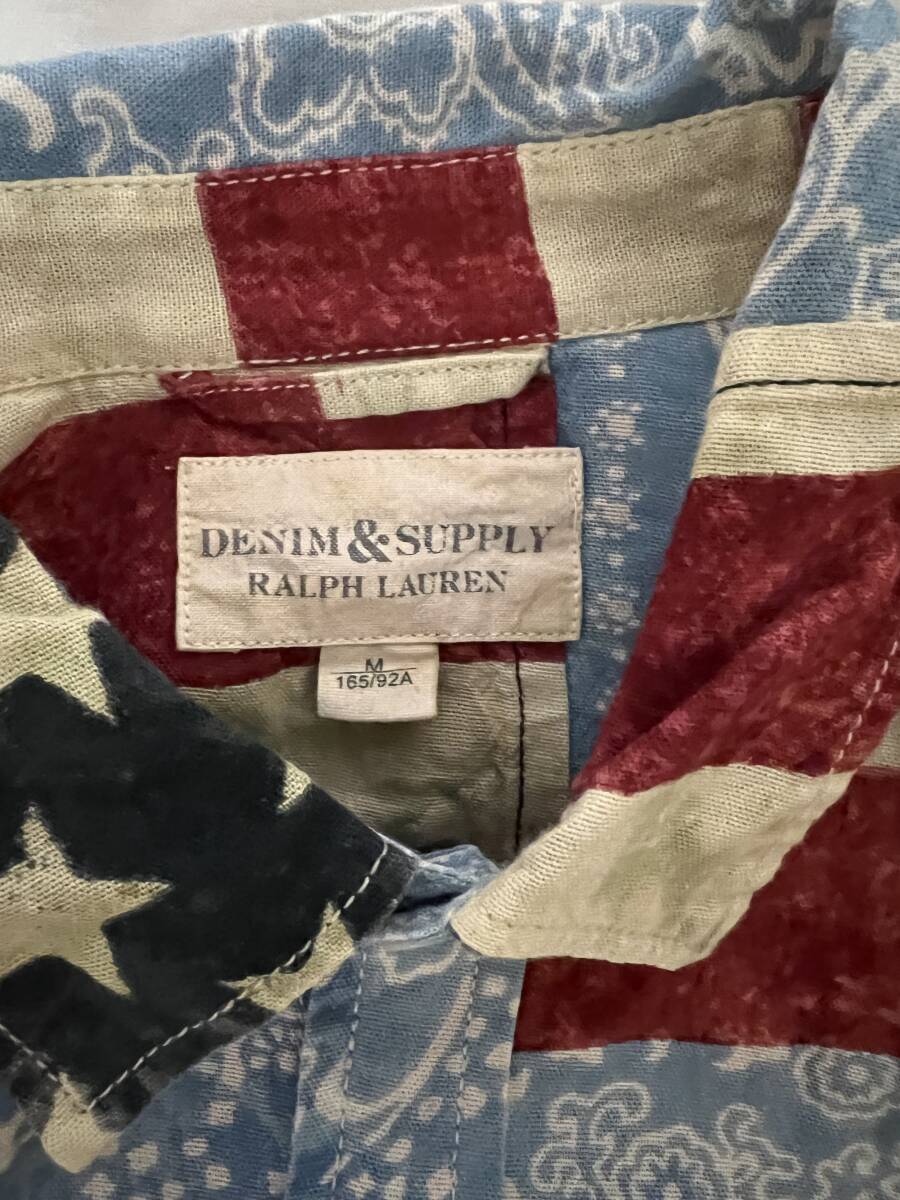 DENIM & SUPPLY
RALPH LAUREN
M
165/92A